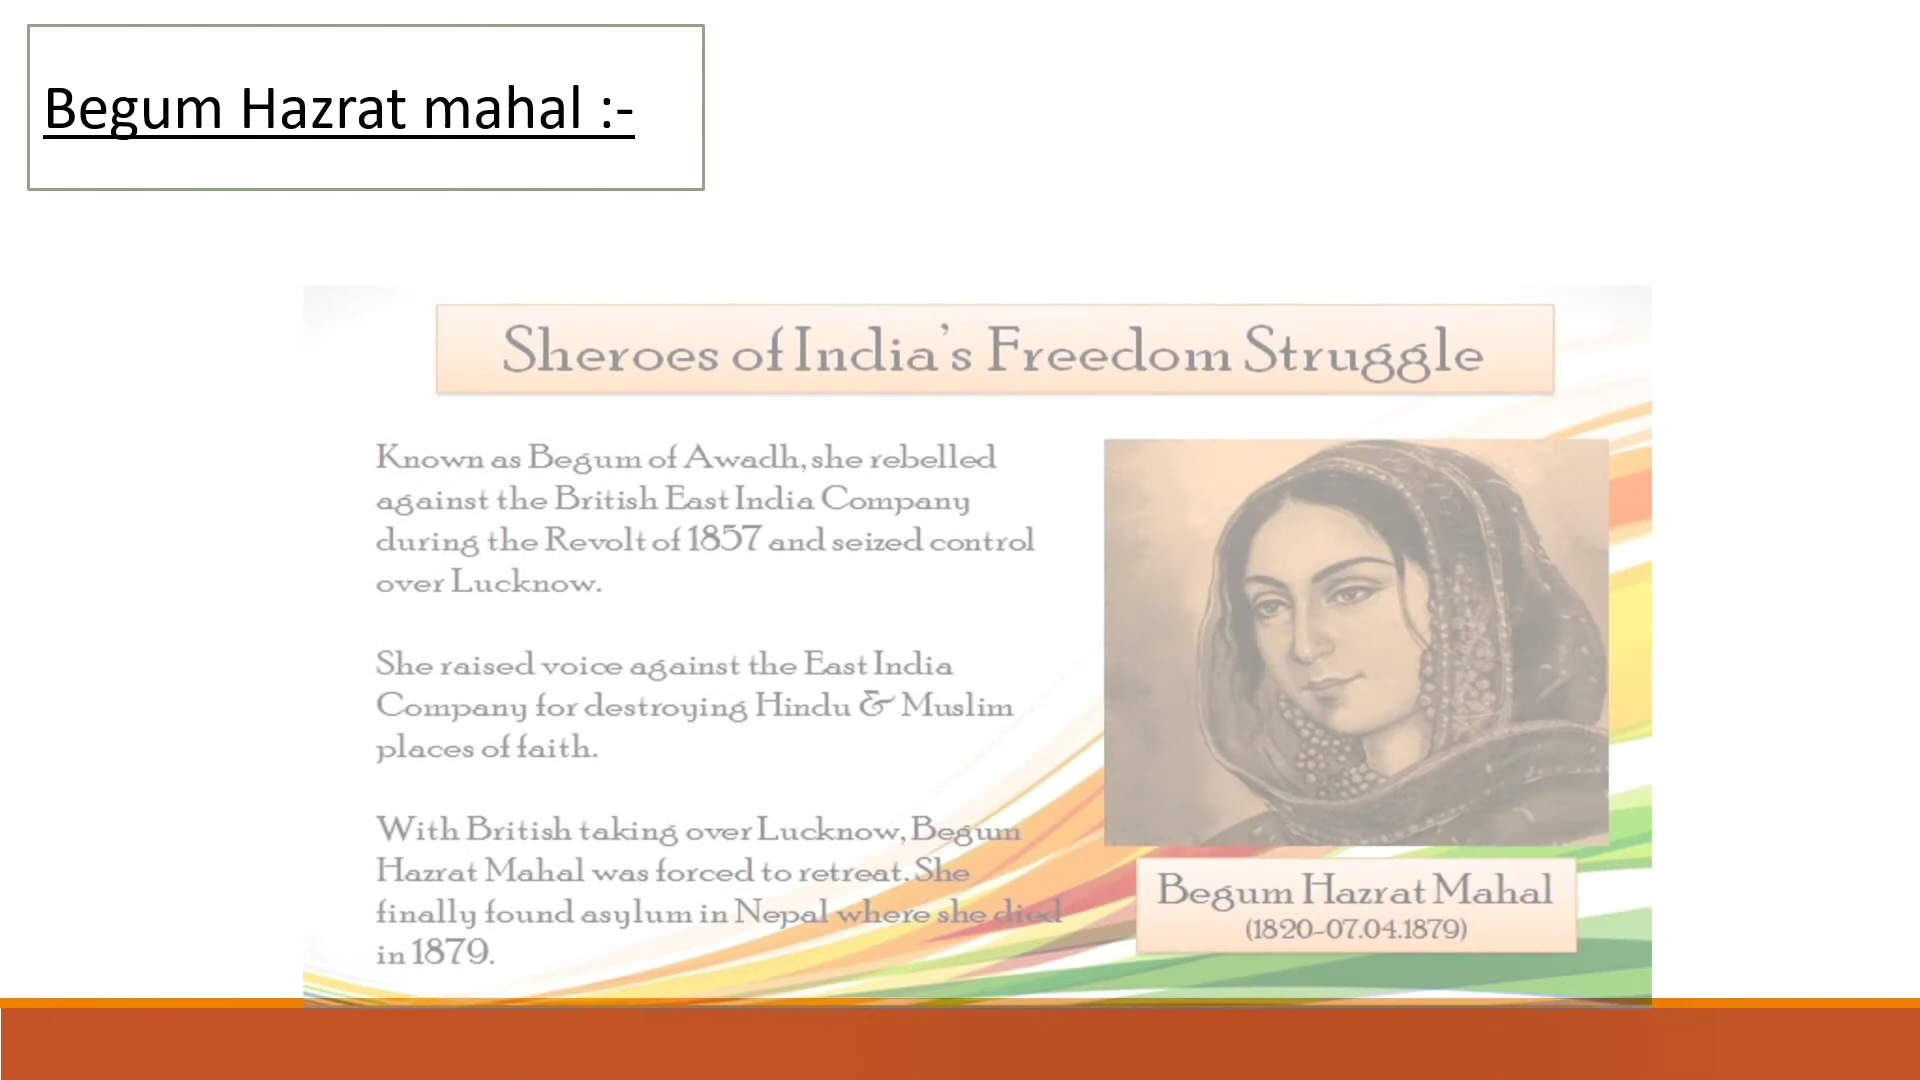 Begum Hazrat mahal :-
Sheroes of India's Freedom Struggle
Known as Begum of Awadh, she rebelled
against the British East India Company
during the Revolt of 1857 and seized control
over Lucknow.
She raised voice against the East India
Company for destroying Hindu & Muslim
places of faith.
With British taking over Lucknow, Begum
Hazrat Mahal was forced to retreat. She
finally found asylum in Nepal where she died
in 1879.
Begum Hazrat Mahal
(1820-07.04.1879)